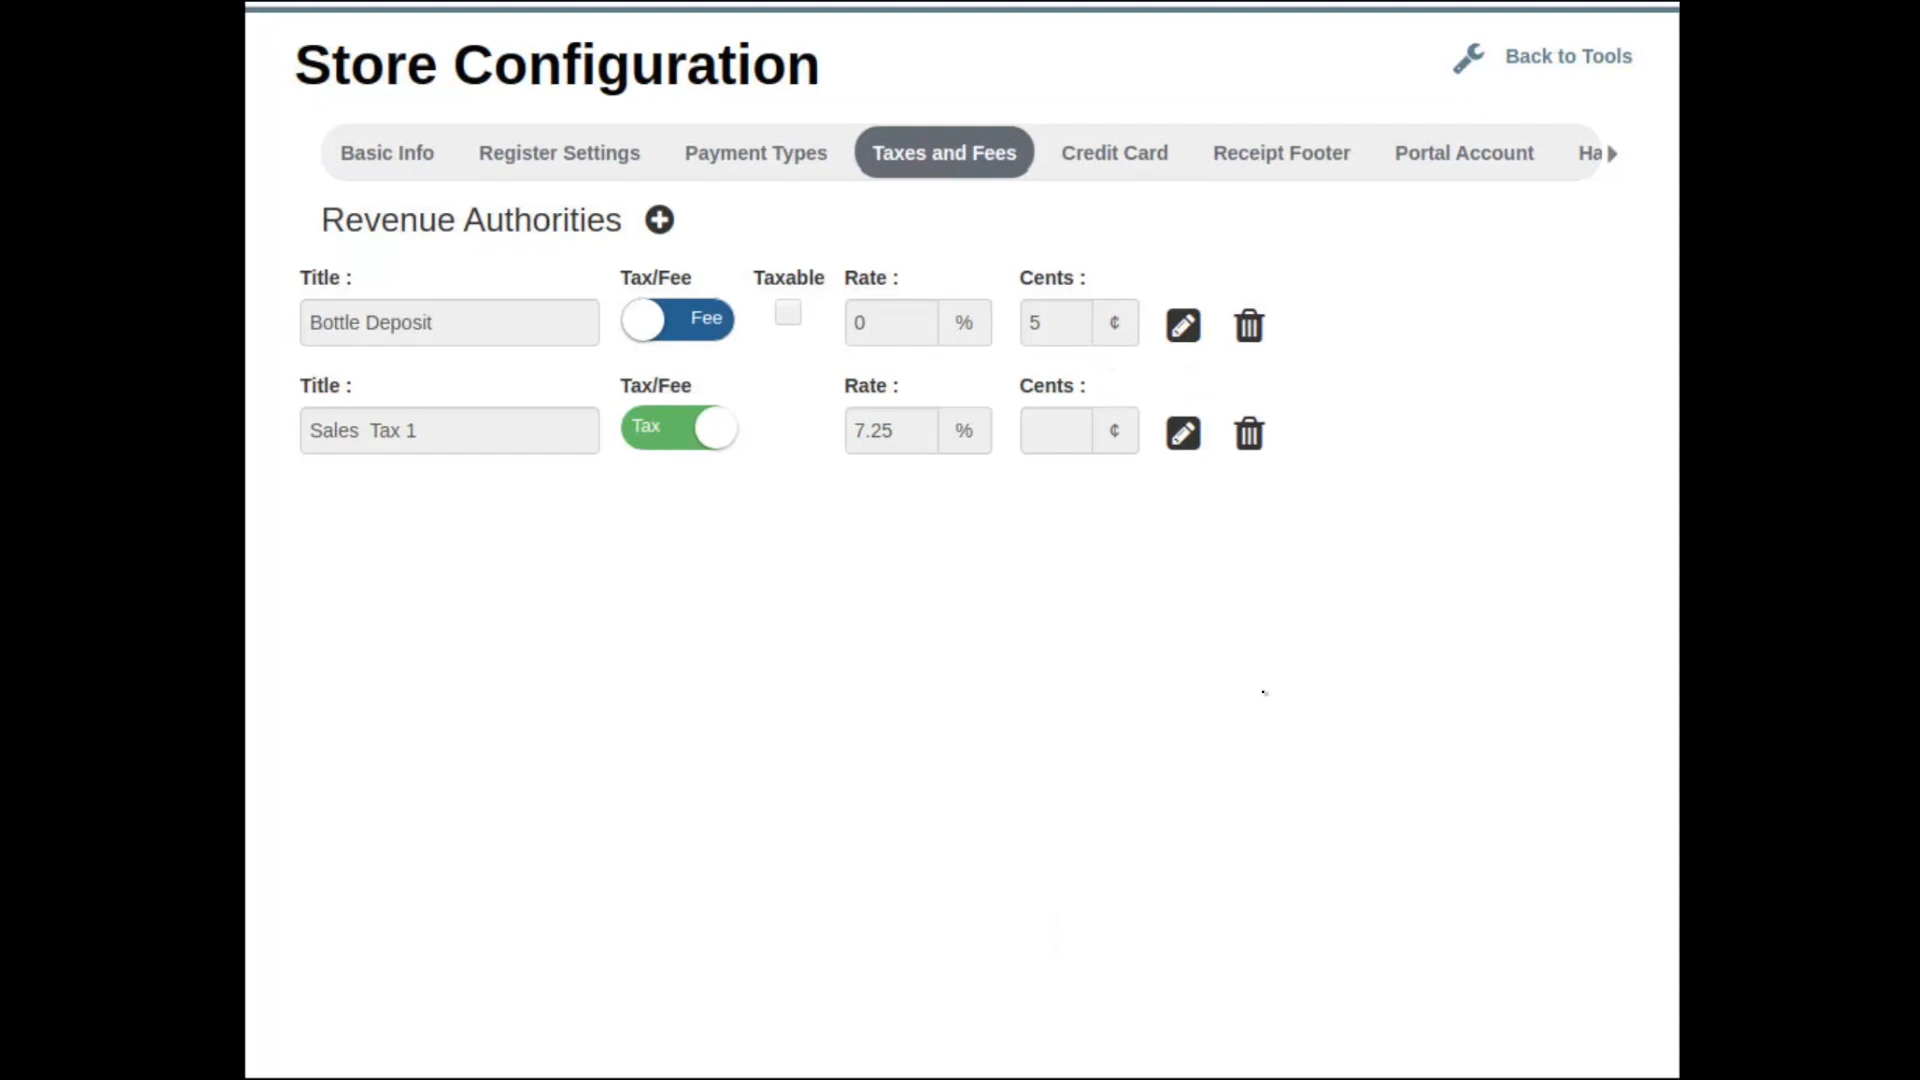 Store Configuration
Back to Tools
Basic Info Register Settings Payment Types Taxes and Fees Credit Card Receipt Footer Portal Account Ha
Revenue Authorities
Title : Tax/Fee Taxable Rate : Cents :
Bottle Deposit Fee 0 % 5 ¢
Title : Tax/Fee Rate : Cents :
Sales  Tax 1 Tax 7.25 % ¢